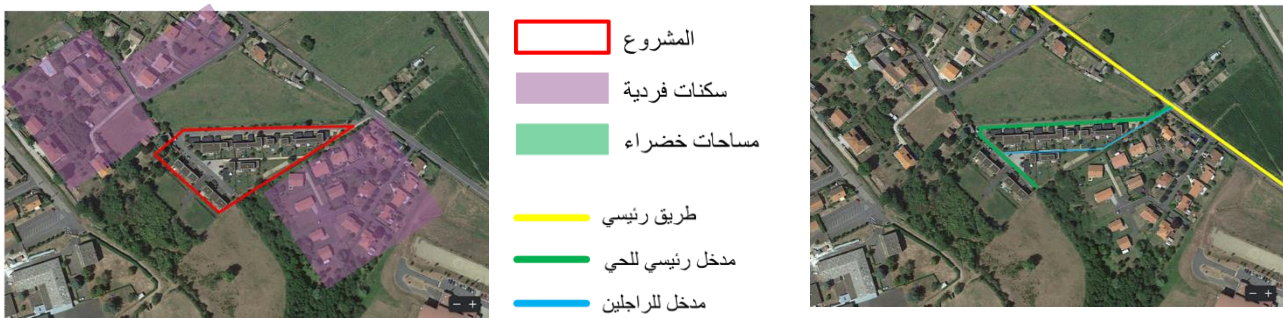 المشروع
سكنات فردية
مساحات خضراء
طريق رئيسي
مدخل رئيسي للحي
مدخل للراجلين
- +
- +